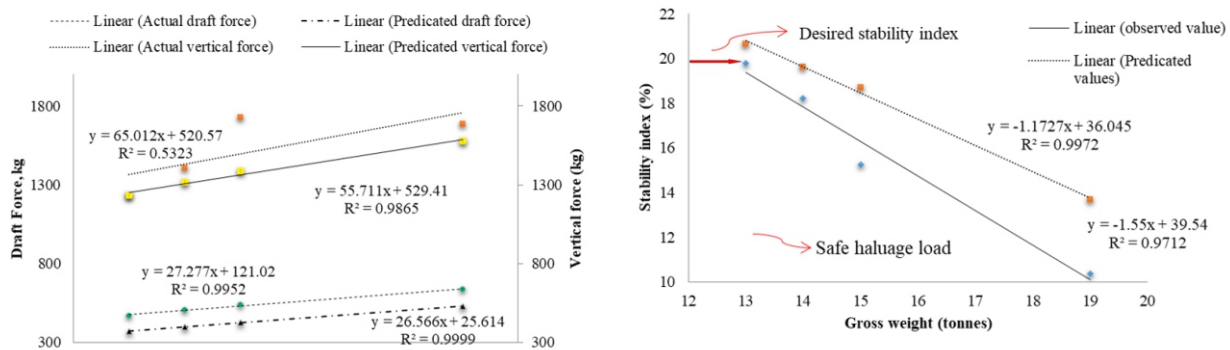 Linear (Actual draft force)
Linear (Predicated draft force)
Linear (Actual vertical force)
Linear (Predicated vertical force)
Draft Force, kg
1800
1300
800
300
y = 65.012x + 520.57
R² = 0.5323
55.711x + 529.41
R² = 0.9865
y = 27.277x + 121.02
R² = 0.9952
26.566x + 25.614
R² = 0.9999
1800
1300
800
300
Vertical force (kg)
Stability index (%)
22
20
18
16
14
12
10
Desired stability index
Linear (observed value)
Linear (Predicated
values)
y = -1.1727x + 36.045
R² = 0.9972
y = -1.55x + 39.54
R² = 0.9712
Safe haluage load
12 13 14 15 16 17 18 19 20
Gross weight (tonnes)